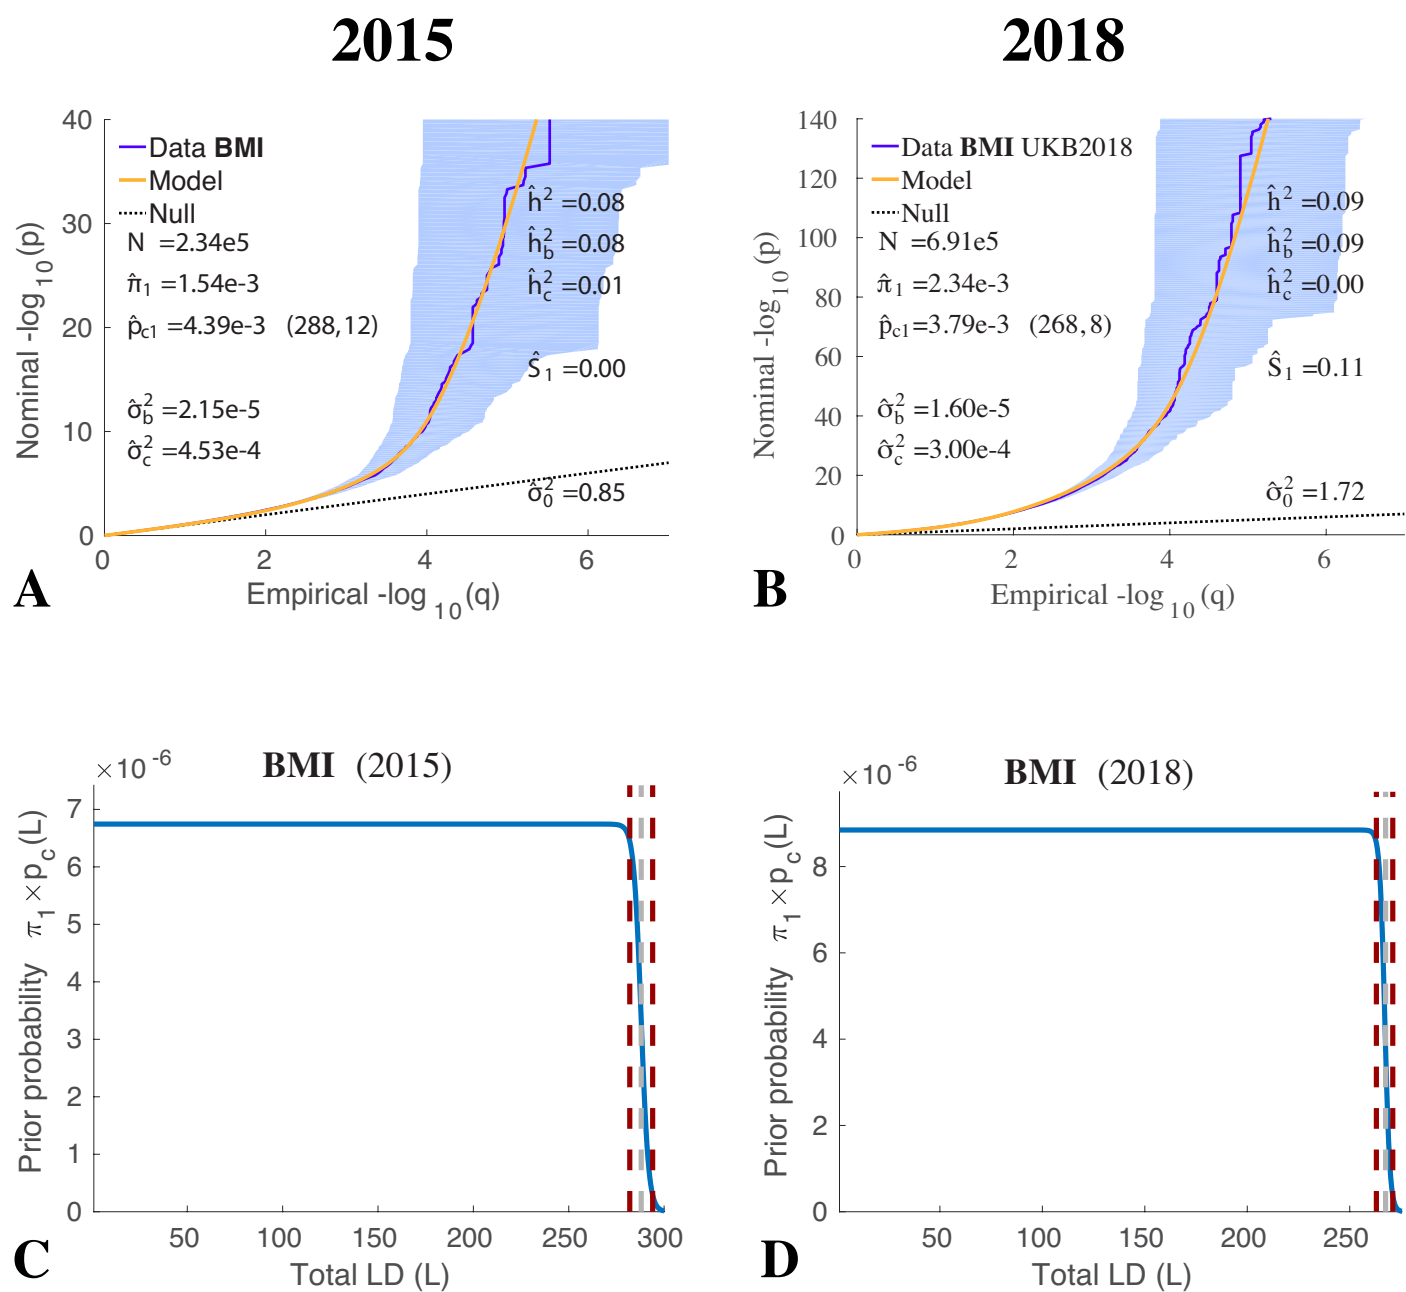 2015
2018
Nominal -log10(p)
40
30
20
10
0
Data BMI
Model
Null
N =2.34e5
π̂1 =1.54e-3
p̂c1 =4.39e-3 (288, 12)
σ̂b² =2.15e-5
σ̂c² =4.53e-4
ĥ² =0.08
ĥb² =0.08
ĥc² =0.01
Ŝ1 =0.00
σ̂0² =0.85
0 2 4 6
Empirical -log10(q)
A
Nominal -log10(p)
140
120
100
80
60
40
20
0
Data BMI UKB2018
Model
Null
N =6.91e5
π̂1 =2.34e-3
p̂c1=3.79e-3 (268, 8)
σ̂b² =1.60e-5
σ̂c² =3.00e-4
ĥ² =0.09
ĥb² =0.09
ĥc² =0.00
Ŝ1 =0.11
σ̂0² =1.72
0 2 4 6
Empirical -log10(q)
B
×10-6
BMI (2015)
Prior probability π1 ×pc(L)
7
6
5
4
3
2
1
0
50 100 150 200 250 300
Total LD (L)
C
×10-6
BMI (2018)
Prior probability π1 ×pc(L)
8
6
4
2
0
50 100 150 200 250
Total LD (L)
D